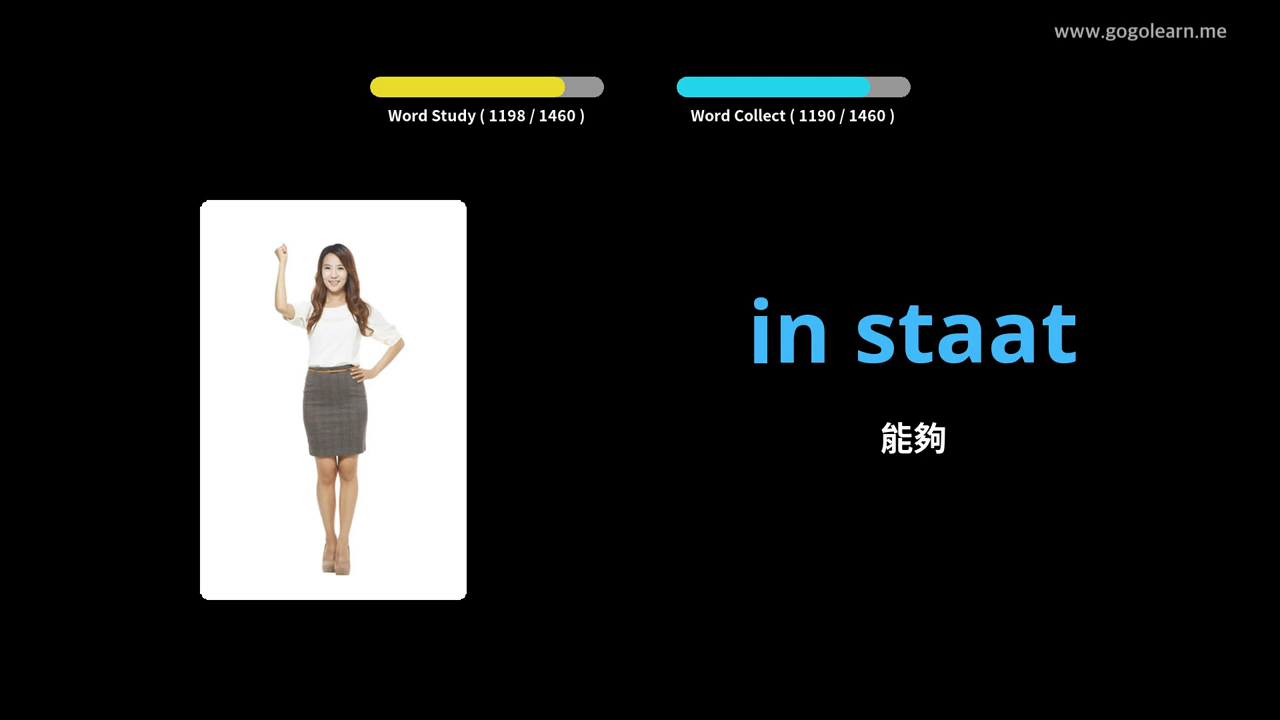 www.gogolearn.me
Word Study ( 1198 / 1460 )
Word Collect ( 1190 / 1460 )
in staat
能夠